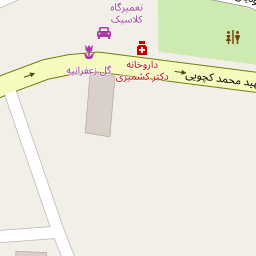 تعمیرگاه
کلاسیک
داروخانه
دکتر کشمیری
گل زعفرانیه
هید محمد کچویی